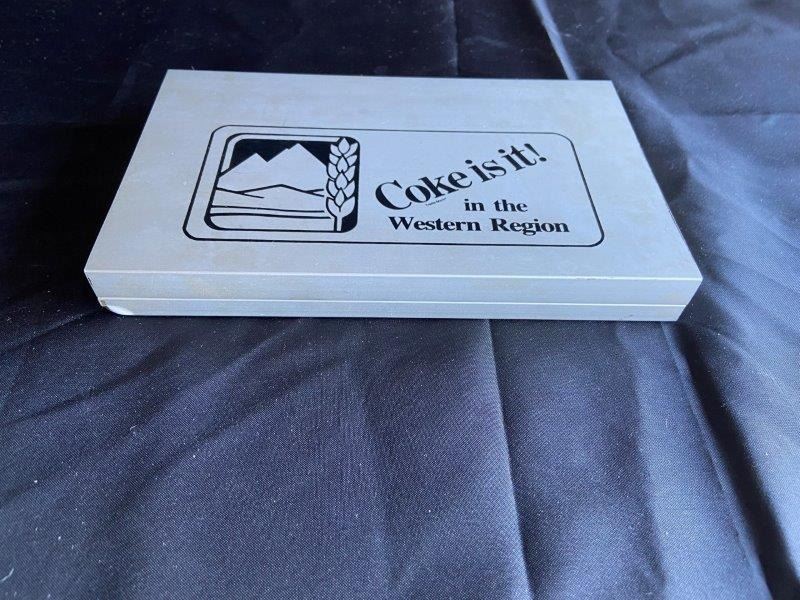 Coke is it!
in the
Western Region